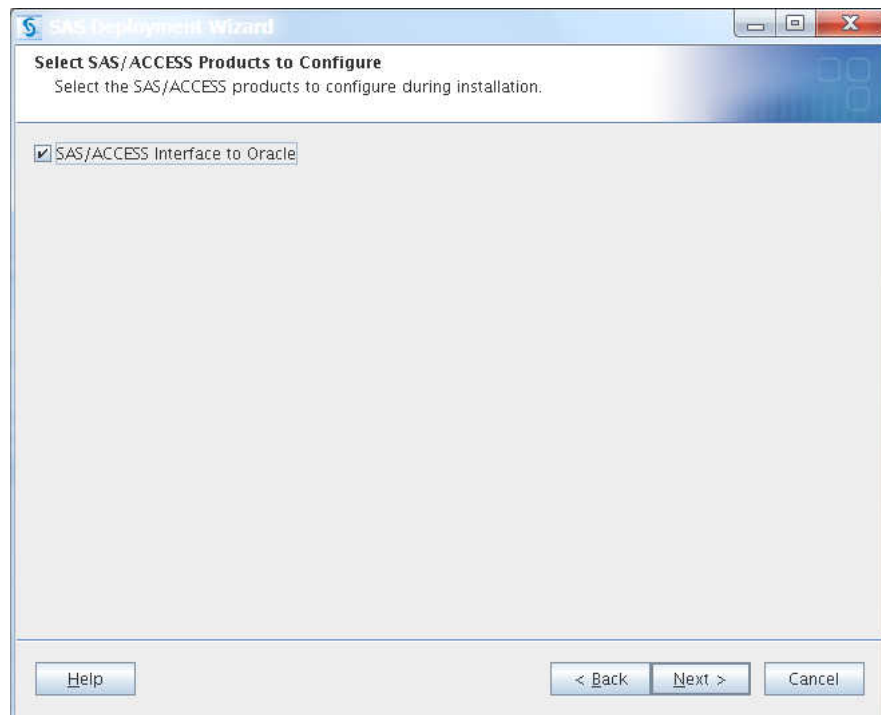 SAS Deployment Wizard
Select SAS/ACCESS Products to Configure
Select the SAS/ACCESS products to configure during installation.
SAS/ACCESS Interface to Oracle
Help
< Back
Next >
Cancel